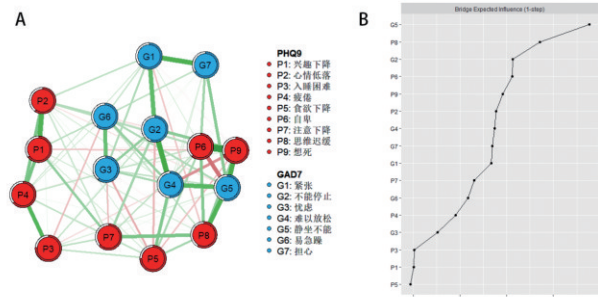 A
G1
G7
P2
G6
G2
P1
P6
P9
G3
G4
G5
P4
P3
P7
P8
P5
PHQ9
P1: 兴趣下降
P2: 心情低落
P3: 入睡困难
P4: 疲倦
P5: 食欲下降
P6: 自卑
P7: 注意下降
P8: 思维迟缓
P9: 想死
GAD7
G1: 紧张
G2: 不能停止
G3: 忧虑
G4: 难以放松
G5: 静坐不能
G6: 易急躁
G7: 担心
B
Bridge Expected Influence (1-step)
G5
P8
G2
P6
P9
P2
G4
G7
G1
P7
G6
P4
G3
P3
P1
P5